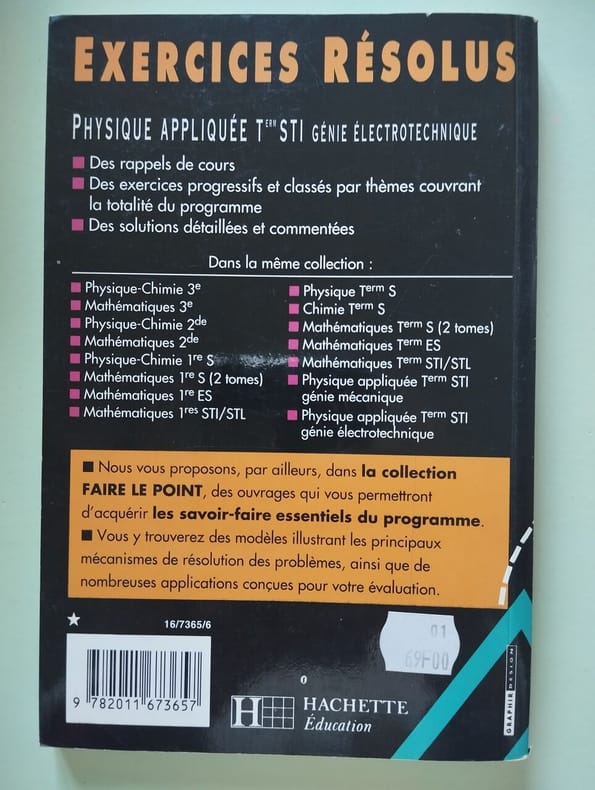 EXERCICES RÉSOLUS
PHYSIQUE APPLIQUÉE TERM STI GÉNIE ÉLECTROTECHNIQUE
■ Des rappels de cours
■ Des exercices progressifs et classés par thèmes couvrant
la totalité du programme
■ Des solutions détaillées et commentées
Dans la même collection :
■ Physique-Chimie 3e
■ Mathématiques 3e
■ Physique-Chimie 2de
■ Mathématiques 2de
■ Physique-Chimie 1re S
■ Mathématiques 1re S (2 tomes)
■ Mathématiques 1re ES
■ Mathématiques 1res STI/STL
■ Physique Term S
■ Chimie Term S
■ Mathématiques Term S (2 tomes)
■ Mathématiques Term ES
■ Mathématiques Term STI/STL
■ Physique appliquée Term STI
génie mécanique
■ Physique appliquée Term STI
génie électrotechnique
■ Nous vous proposons, par ailleurs, dans la collection
FAIRE LE POINT, des ouvrages qui vous permettront
d'acquérir les savoir-faire essentiels du programme.
■ Vous y trouverez des modèles illustrant les principaux
mécanismes de résolution des problèmes, ainsi que de
nombreuses applications conçues pour votre évaluation.
16/7365/6
9 782011 673657
01
69F00
0
H HACHETTE
Éducation
GRAPHIR DESIGN